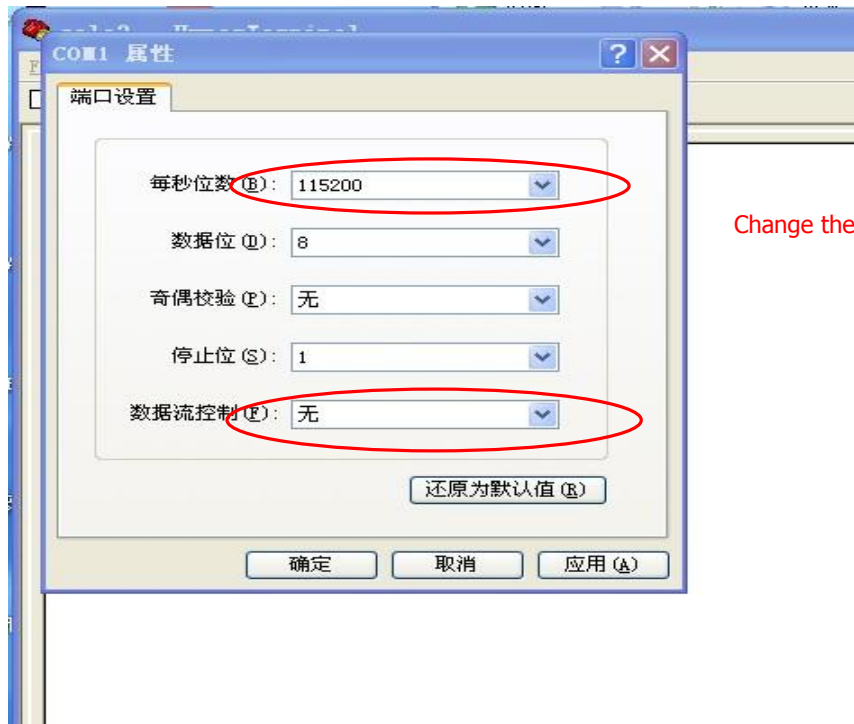 COM1 属性
端口设置
每秒位数(B): 115200
数据位(D): 8
奇偶校验(P): 无
停止位(S): 1
数据流控制(F): 无
还原为默认值(R)
确定 取消 应用(A)
Change the